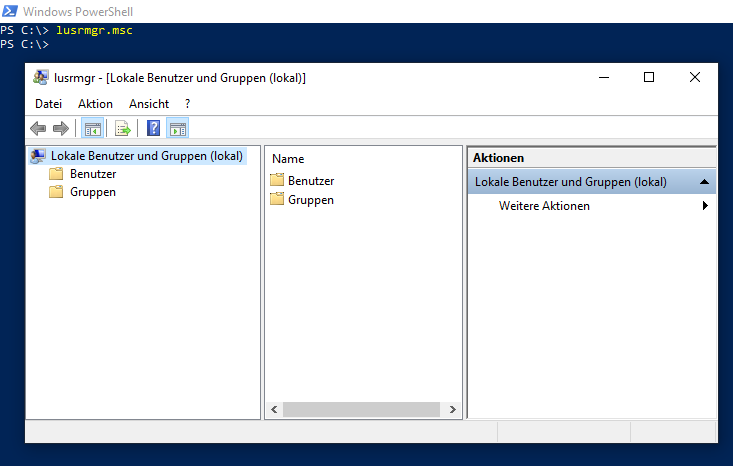 Windows PowerShell
PS C:\> lusrmgr.msc
PS C:\>
lusrmgr - [Lokale Benutzer und Gruppen (lokal)]
Datei Aktion Ansicht ?
Lokale Benutzer und Gruppen (lokal)
Benutzer
Gruppen
Name
Benutzer
Gruppen
Aktionen
Lokale Benutzer und Gruppen (lokal)
Weitere Aktionen